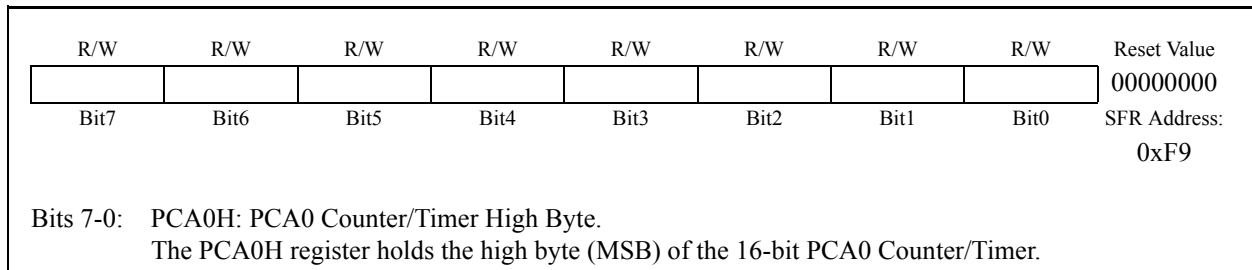 R/W R/W R/W R/W R/W R/W R/W R/W Reset Value
00000000
Bit7 Bit6 Bit5 Bit4 Bit3 Bit2 Bit1 Bit0 SFR Address:
0xF9
Bits 7-0: PCA0H: PCA0 Counter/Timer High Byte.
The PCA0H register holds the high byte (MSB) of the 16-bit PCA0 Counter/Timer.